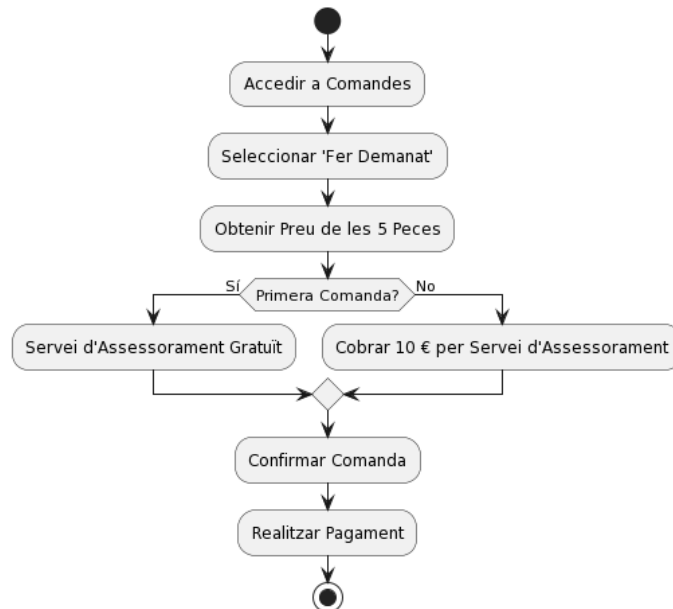 Accedir a Comandes
Seleccionar 'Fer Demanat'
Obtenir Preu de les 5 Peces
Sí
Primera Comanda?
No
Servei d'Assessorament Gratuït
Cobrar 10 € per Servei d'Assessorament
Confirmar Comanda
Realitzar Pagament